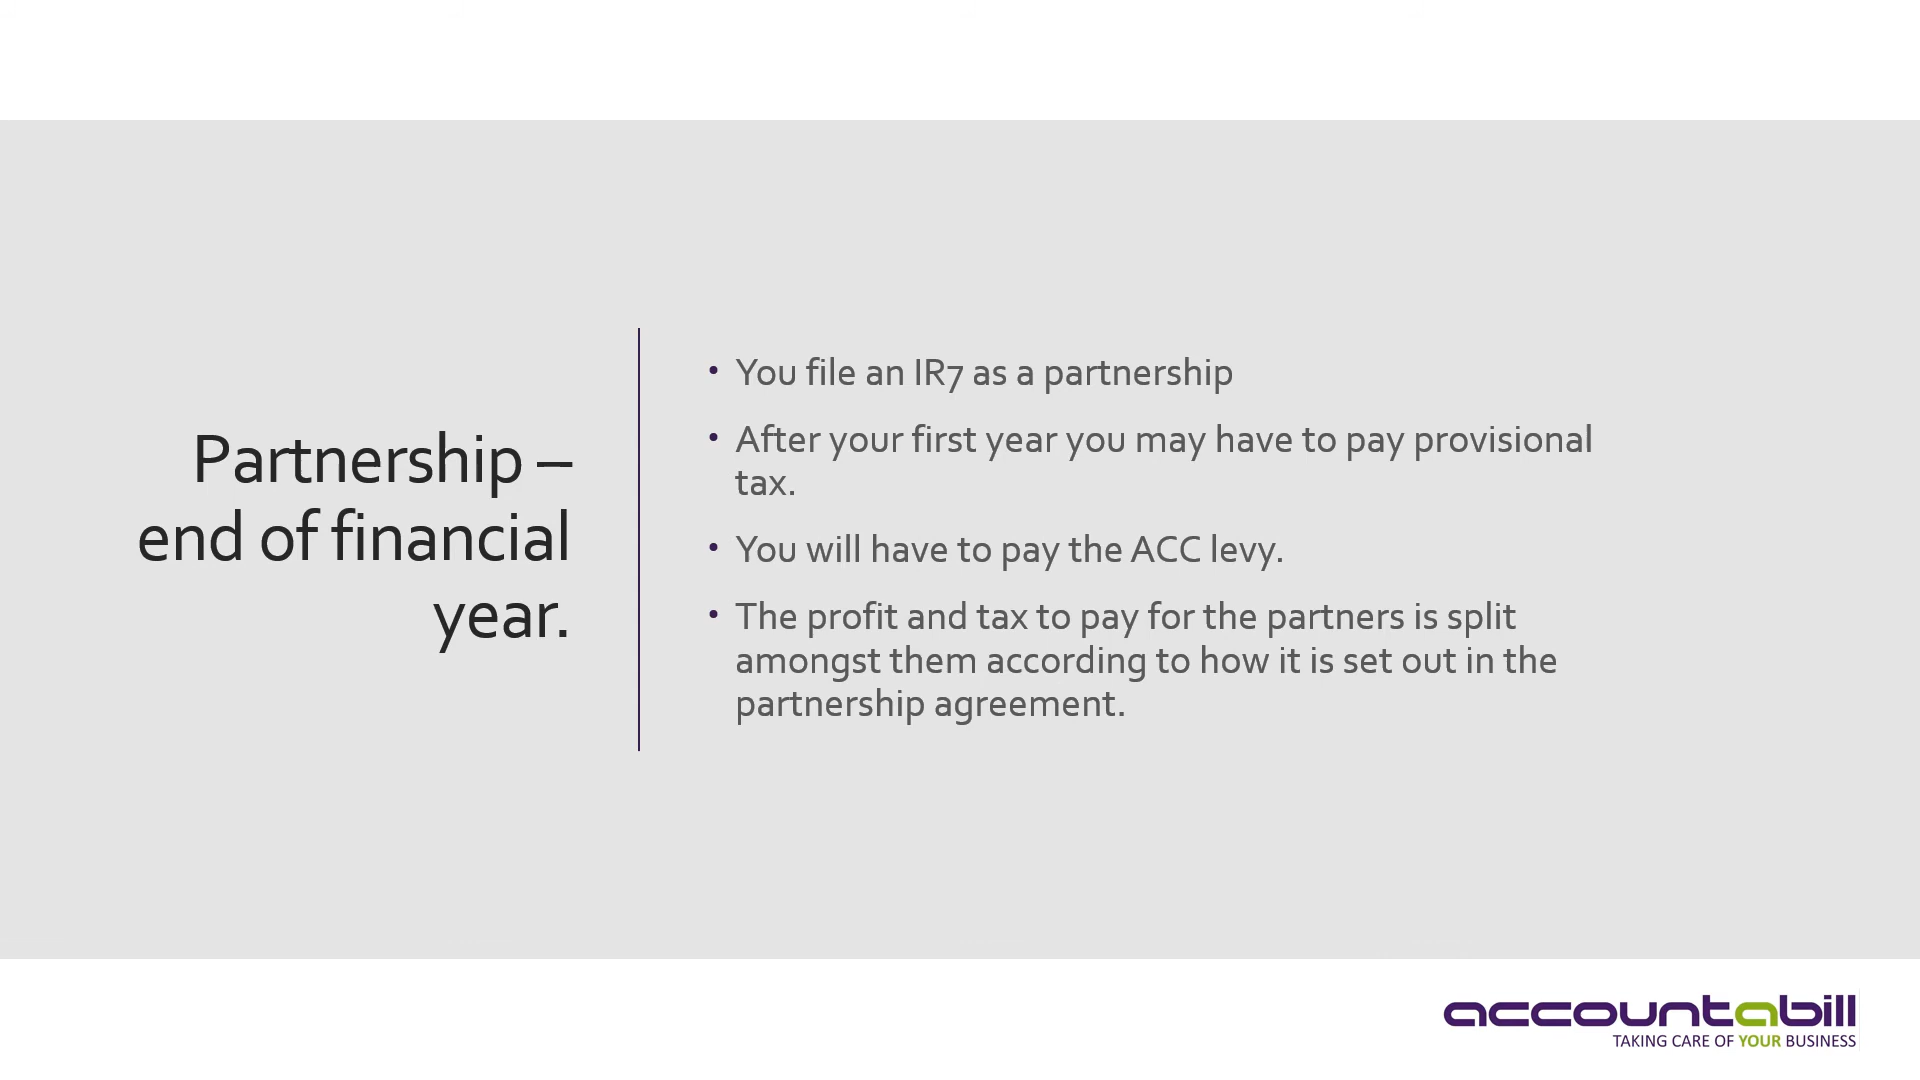 Partnership –
end of financial
year.
• You file an IR7 as a partnership
• After your first year you may have to pay provisional
tax.
• You will have to pay the ACC levy.
• The profit and tax to pay for the partners is split
amongst them according to how it is set out in the
partnership agreement.
accountabill
TAKING CARE OF YOUR BUSINESS